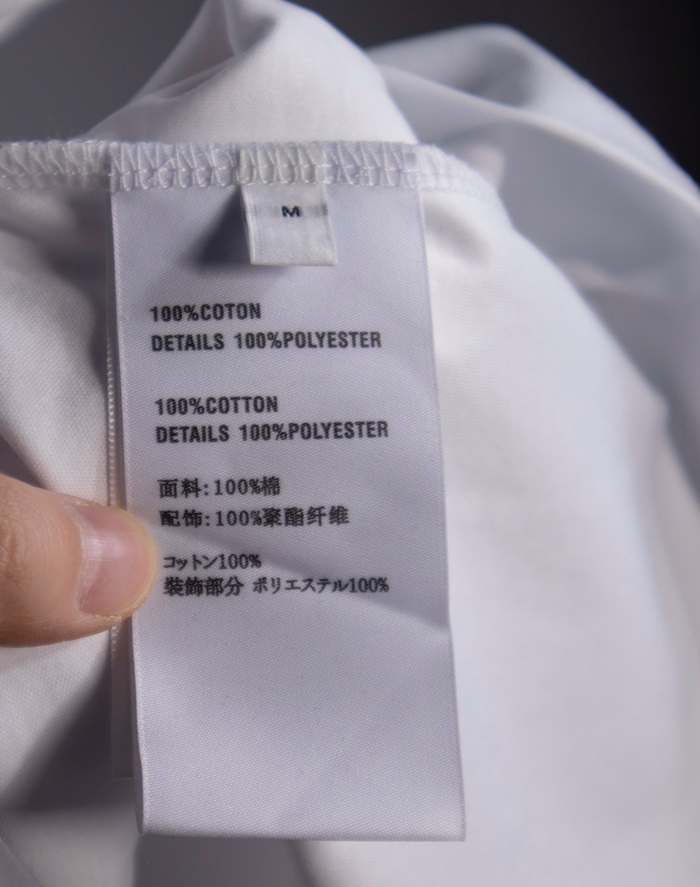 M
100%COTON
DETAILS 100%POLYESTER
100%COTTON
DETAILS 100%POLYESTER
面料:100%棉
配饰:100%聚酯纤维
コットン100%
装飾部分 ポリエステル100%